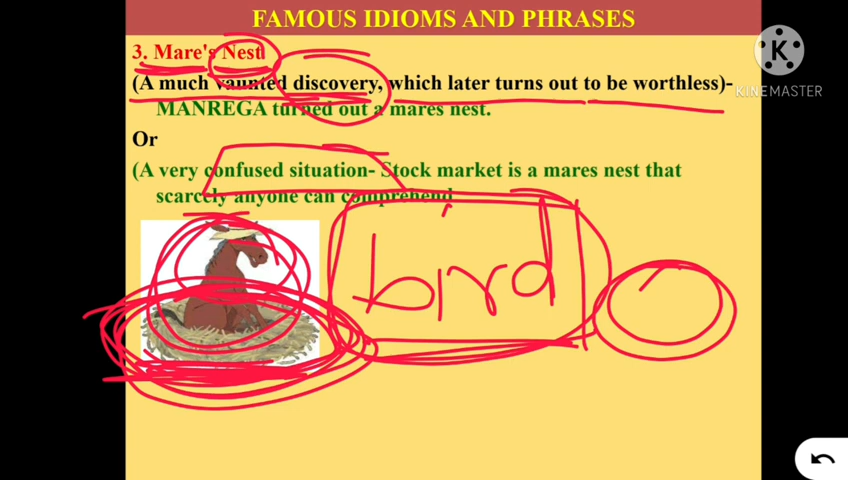 FAMOUS IDIOMS AND PHRASES
3. Mare's Nest
(A much vaunted discovery, which later turns out to be worthless)-
MANREGA turned out a mares nest.
Or
(A very confused situation- Stock market is a mares nest that
scarcely anyone can comprehend
bird
K
KINEMASTER